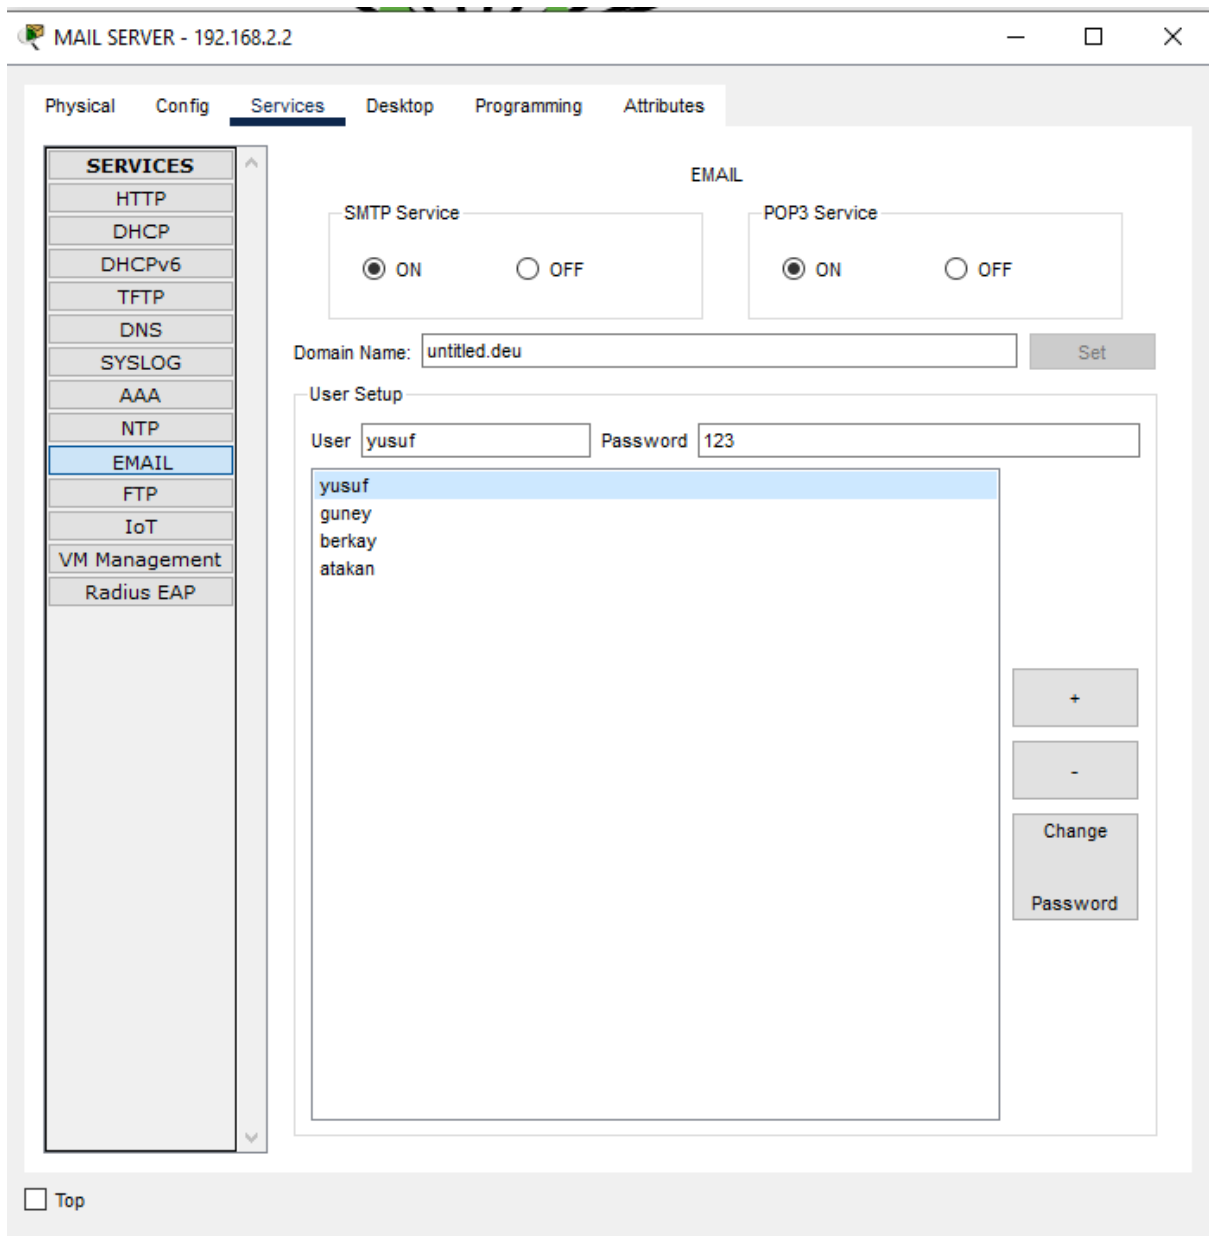 MAIL SERVER - 192.168.2.2
Physical Config Services Desktop Programming Attributes
SERVICES
HTTP
DHCP
DHCPv6
TFTP
DNS
SYSLOG
AAA
NTP
EMAIL
FTP
IoT
VM Management
Radius EAP
EMAIL
SMTP Service
ON OFF
POP3 Service
ON OFF
Domain Name: untitled.deu Set
User Setup
User yusuf Password 123
yusuf
guney
berkay
atakan
+
-
Change
Password
Top